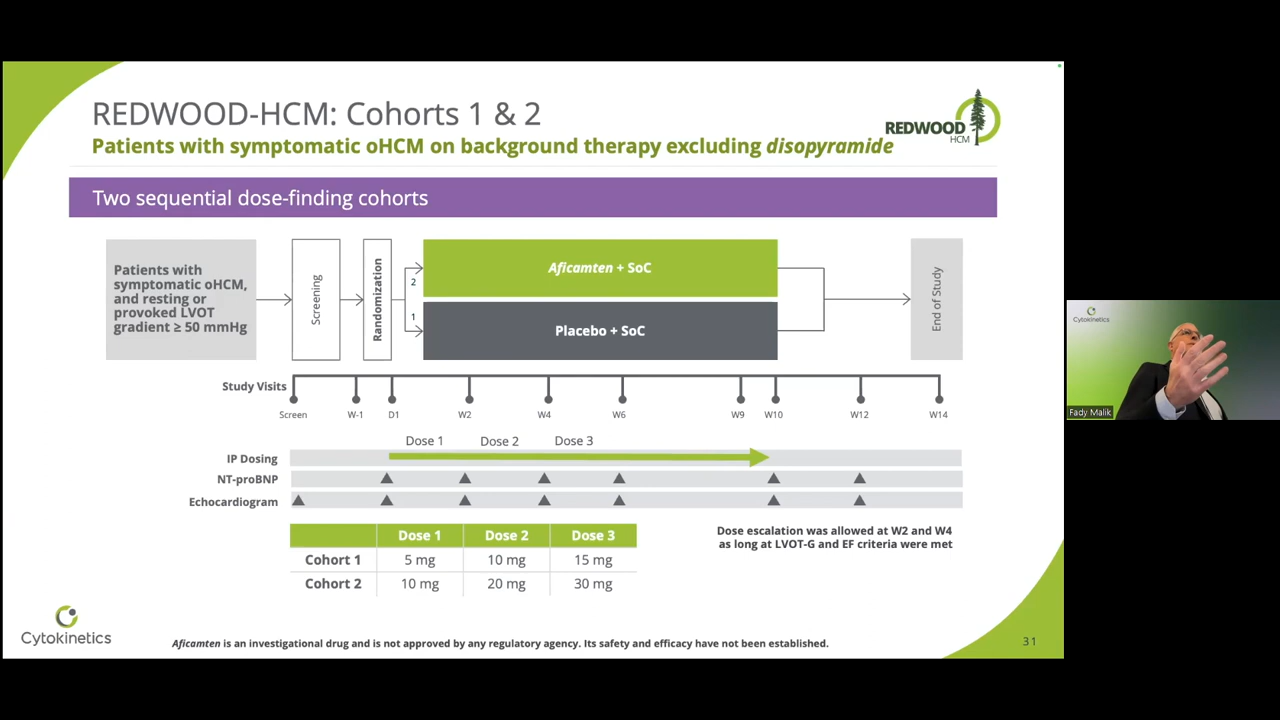 REDWOOD-HCM: Cohorts 1 & 2
Patients with symptomatic oHCM on background therapy excluding disopyramide
REDWOOD
HCM
Two sequential dose-finding cohorts
Patients with
symptomatic oHCM,
and resting or
provoked LVOT
gradient ≥ 50 mmHg
Screening
Randomization
2
1
Aficamten + SoC
Placebo + SoC
End of Study
Study Visits
Screen W-1 D1 W2 W4 W6 W9 W10 W12 W14
Dose 1 Dose 2 Dose 3
IP Dosing
NT-proBNP
Echocardiogram
Dose 1 Dose 2 Dose 3
Cohort 1 5 mg 10 mg 15 mg
Cohort 2 10 mg 20 mg 30 mg
Dose escalation was allowed at W2 and W4
as long at LVOT-G and EF criteria were met
Cytokinetics
Aficamten is an investigational drug and is not approved by any regulatory agency. Its safety and efficacy have not been established.
31
Cytokinetics
Fady Malik